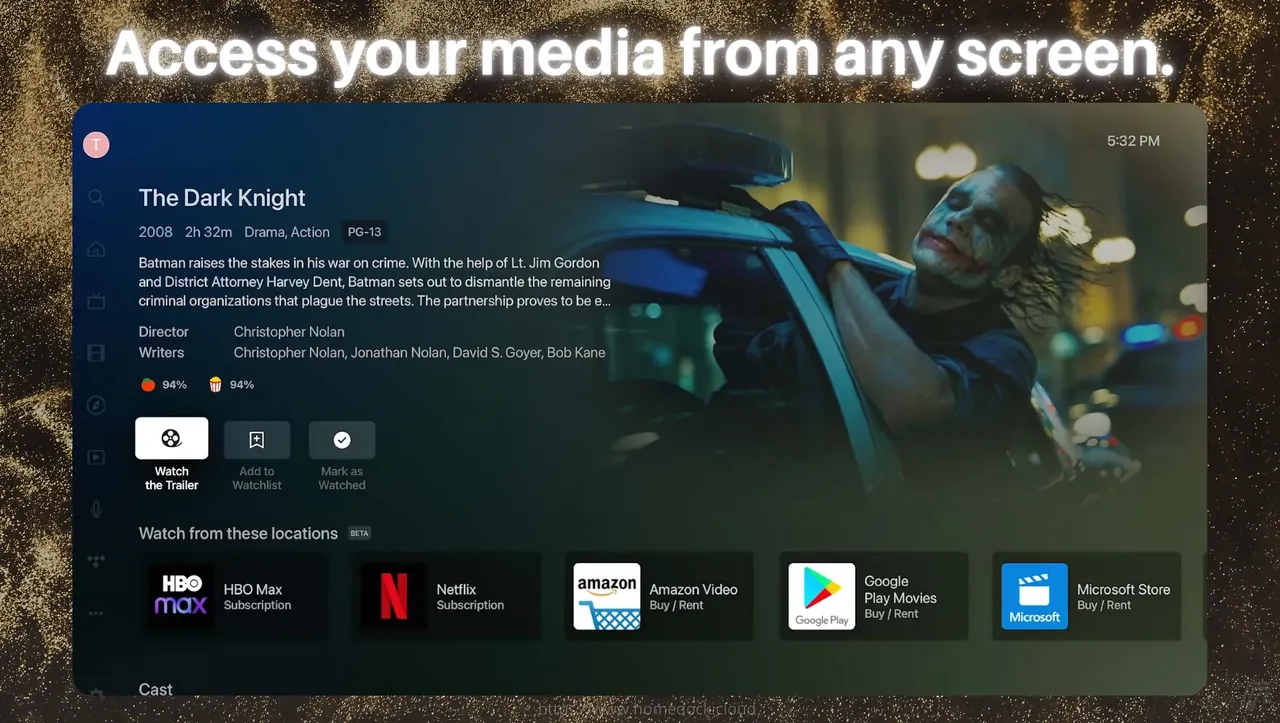 Access your media from any screen.
T
5:32 PM
The Dark Knight
2008 2h 32m Drama, Action PG-13
Batman raises the stakes in his war on crime. With the help of Lt. Jim Gordon
and District Attorney Harvey Dent, Batman sets out to dismantle the remaining
criminal organizations that plague the streets. The partnership proves to be e...
Director Christopher Nolan
Writers Christopher Nolan, Jonathan Nolan, David S. Goyer, Bob Kane
94% 94%
Watch
the Trailer
Add to
Watchlist
Mark as
Watched
Watch from these locations BETA
HBO
max
HBO Max
Subscription
N
Netflix
Subscription
amazon
Amazon Video
Buy / Rent
Google Play
Google
Play Movies
Buy / Rent
Microsoft
Microsoft Store
Buy / Rent
Cast
https://www.homedock.cloud